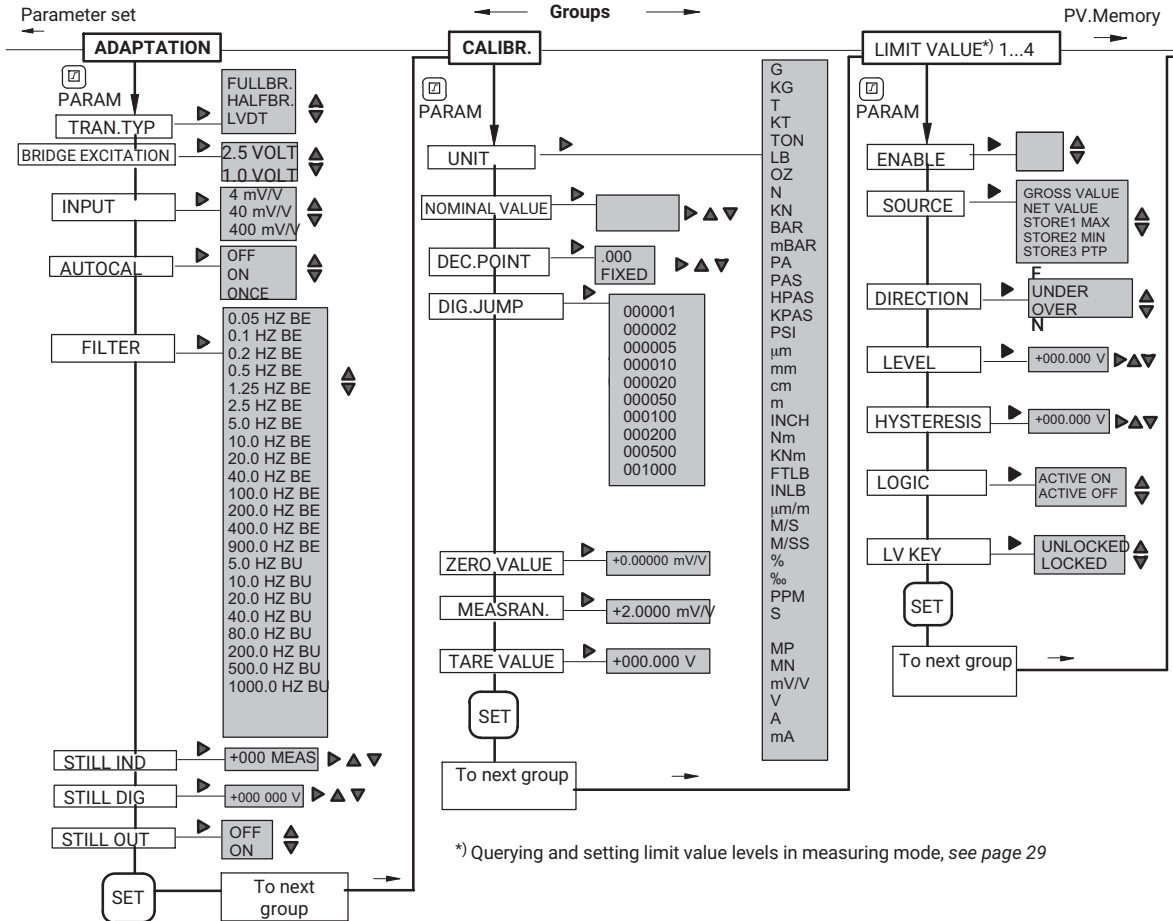 Parameter set
Groups
PV.Memory
ADAPTATION
PARAM
TRAN.TYP
FULLBR.
HALFBR.
LVDT
BRIDGE EXCITATION
2.5 VOLT
1.0 VOLT
INPUT
4 mV/V
40 mV/V
400 mV/V
AUTOCAL
OFF
ON
ONCE
FILTER
0.05 HZ BE
0.1 HZ BE
0.2 HZ BE
0.5 HZ BE
1.25 HZ BE
2.5 HZ BE
5.0 HZ BE
10.0 HZ BE
20.0 HZ BE
40.0 HZ BE
100.0 HZ BE
200.0 HZ BE
400.0 HZ BE
900.0 HZ BE
5.0 HZ BU
10.0 HZ BU
20.0 HZ BU
40.0 HZ BU
80.0 HZ BU
200.0 HZ BU
500.0 HZ BU
1000.0 HZ BU
STILL IND
+000 MEAS
STILL DIG
+000 000 V
STILL OUT
OFF
ON
SET
To next
group
CALIBR.
PARAM
UNIT
G
KG
T
KT
TON
LB
OZ
N
KN
BAR
mBAR
PA
PAS
HPAS
KPAS
PSI
µm
mm
cm
m
INCH
Nm
KNm
FTLB
INLB
µm/m
M/S
M/SS
%
‰
PPM
S
MP
MN
mV/V
V
A
mA
NOMINAL VALUE
DEC.POINT
.000
FIXED
DIG.JUMP
000001
000002
000005
000010
000020
000050
000100
000200
000500
001000
ZERO VALUE
+0.00000 mV/V
MEASRAN.
+2.0000 mV/V
TARE VALUE
+000.000 V
SET
To next group
LIMIT VALUE*) 1...4
PARAM
ENABLE
SOURCE
GROSS VALUE
NET VALUE
STORE1 MAX
STORE2 MIN
STORE3 PTP
DIRECTION
F
UNDER
OVER
N
LEVEL
+000.000 V
HYSTERESIS
+000.000 V
LOGIC
ACTIVE ON
ACTIVE OFF
LV KEY
UNLOCKED
LOCKED
SET
To next group
*) Querying and setting limit value levels in measuring mode, see page 29